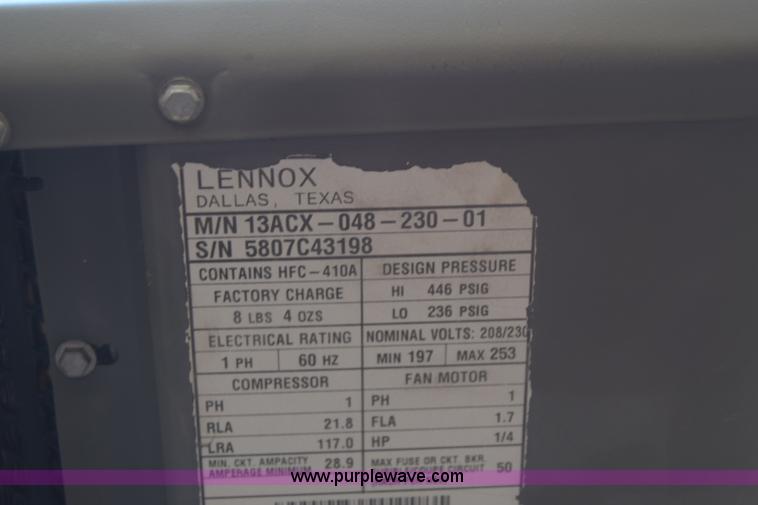 LENNOX
DALLAS, TEXAS
M/N 13ACX-048-230-01
S/N 5807C43198
CONTAINS HFC-410A DESIGN PRESSURE
FACTORY CHARGE HI 446 PSIG
8 LBS 4 OZS LO 236 PSIG
ELECTRICAL RATING NOMINAL VOLTS: 208/230
1 PH 60 HZ MIN 197 MAX 253
COMPRESSOR FAN MOTOR
PH 1 PH 1
RLA 21.8 FLA 1.7
LRA 117.0 HP 1/4
MIN. CKT. AMPACITY 28.9 MAX FUSE OR CKT. BKR. 50
AMPERAGE MINIMUM CIRCUIT
www.purplewave.com